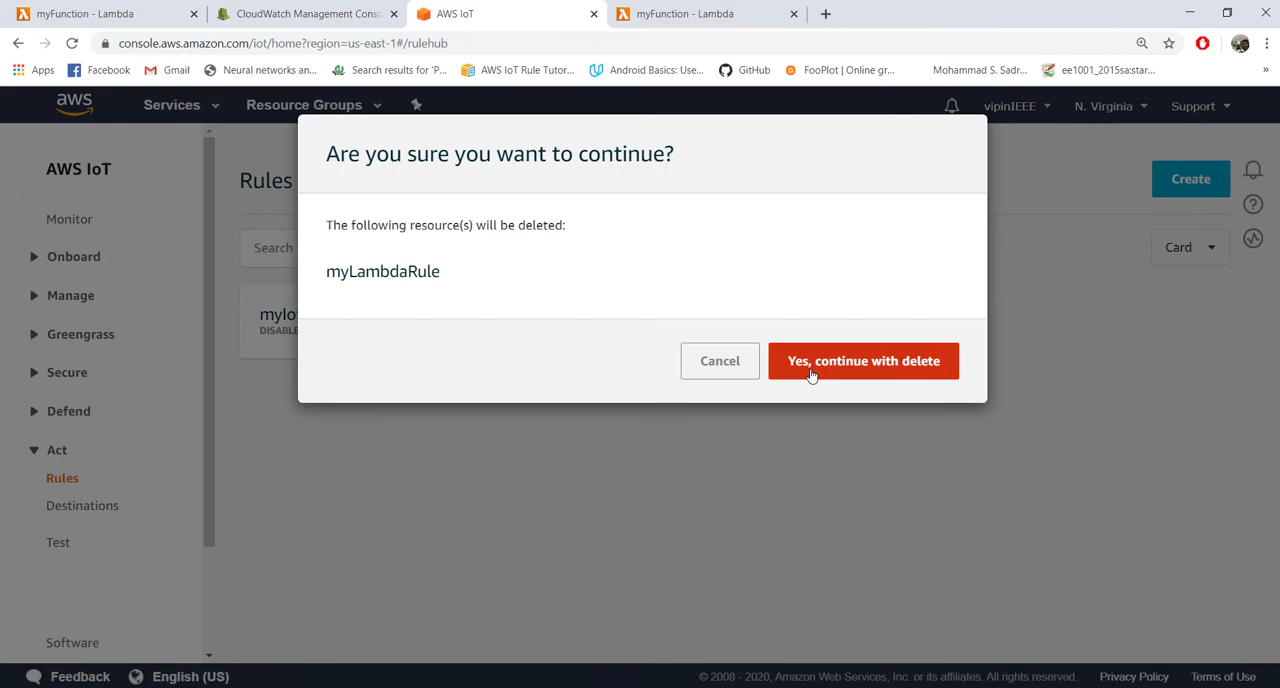 myFunction - Lambda
CloudWatch Management Conso
AWS IoT
myFunction - Lambda
console.aws.amazon.com/iot/home?region=us-east-1#/rulehub
Apps
Facebook
Gmail
Neural networks an...
Search results for 'P...
AWS IoT Rule Tutor...
Android Basics: Use...
GitHub
FooPlot | Online gr...
Mohammad S. Sadr...
ee1001_2015sa:star...
»
aws
Services
Resource Groups
vipinIEEE
N. Virginia
Support
AWS IoT
Monitor
Onboard
Manage
Greengrass
Secure
Defend
Act
Rules
Destinations
Test
Software
Rules
Create
Search
Card
DISABLE
Are you sure you want to continue?
The following resource(s) will be deleted:
myLambdaRule
Cancel
Yes, continue with delete
Feedback
English (US)
© 2008 - 2020, Amazon Web Services, Inc. or its affiliates. All rights reserved.
Privacy Policy
Terms of Use